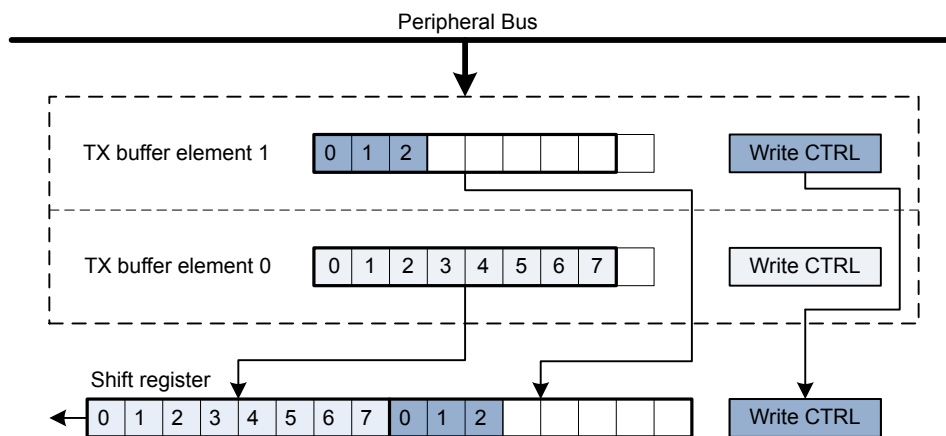 Peripheral Bus
TX buffer element 1 0 1 2 Write CTRL
TX buffer element 0 0 1 2 3 4 5 6 7 Write CTRL
Shift register
0 1 2 3 4 5 6 7 0 1 2 Write CTRL